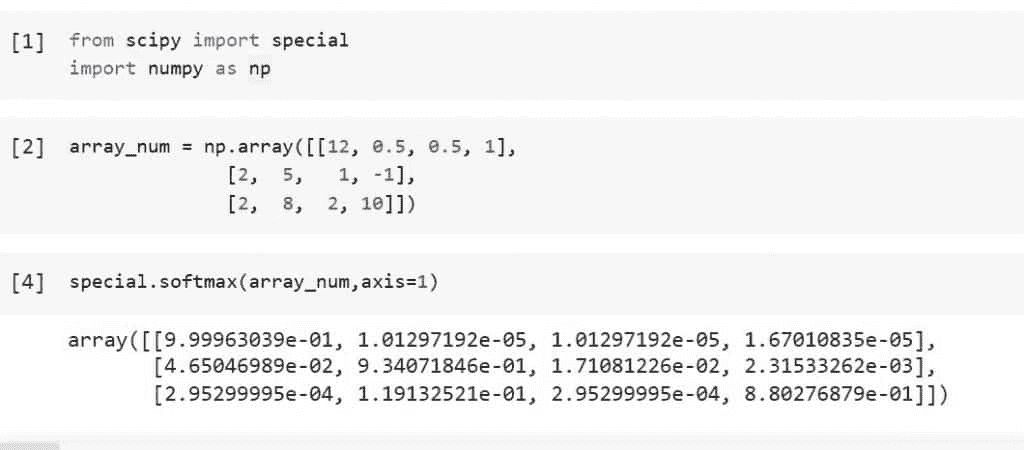 [1] from scipy import special
import numpy as np
[2] array_num = np.array([[12, 0.5, 0.5, 1],
[2, 5, 1, -1],
[2, 8, 2, 10]])
[4] special.softmax(array_num,axis=1)
array([[9.99963039e-01, 1.01297192e-05, 1.01297192e-05, 1.67010835e-05],
[4.65046989e-02, 9.34071846e-01, 1.71081226e-02, 2.31533262e-03],
[2.95299995e-04, 1.19132521e-01, 2.95299995e-04, 8.80276879e-01]])